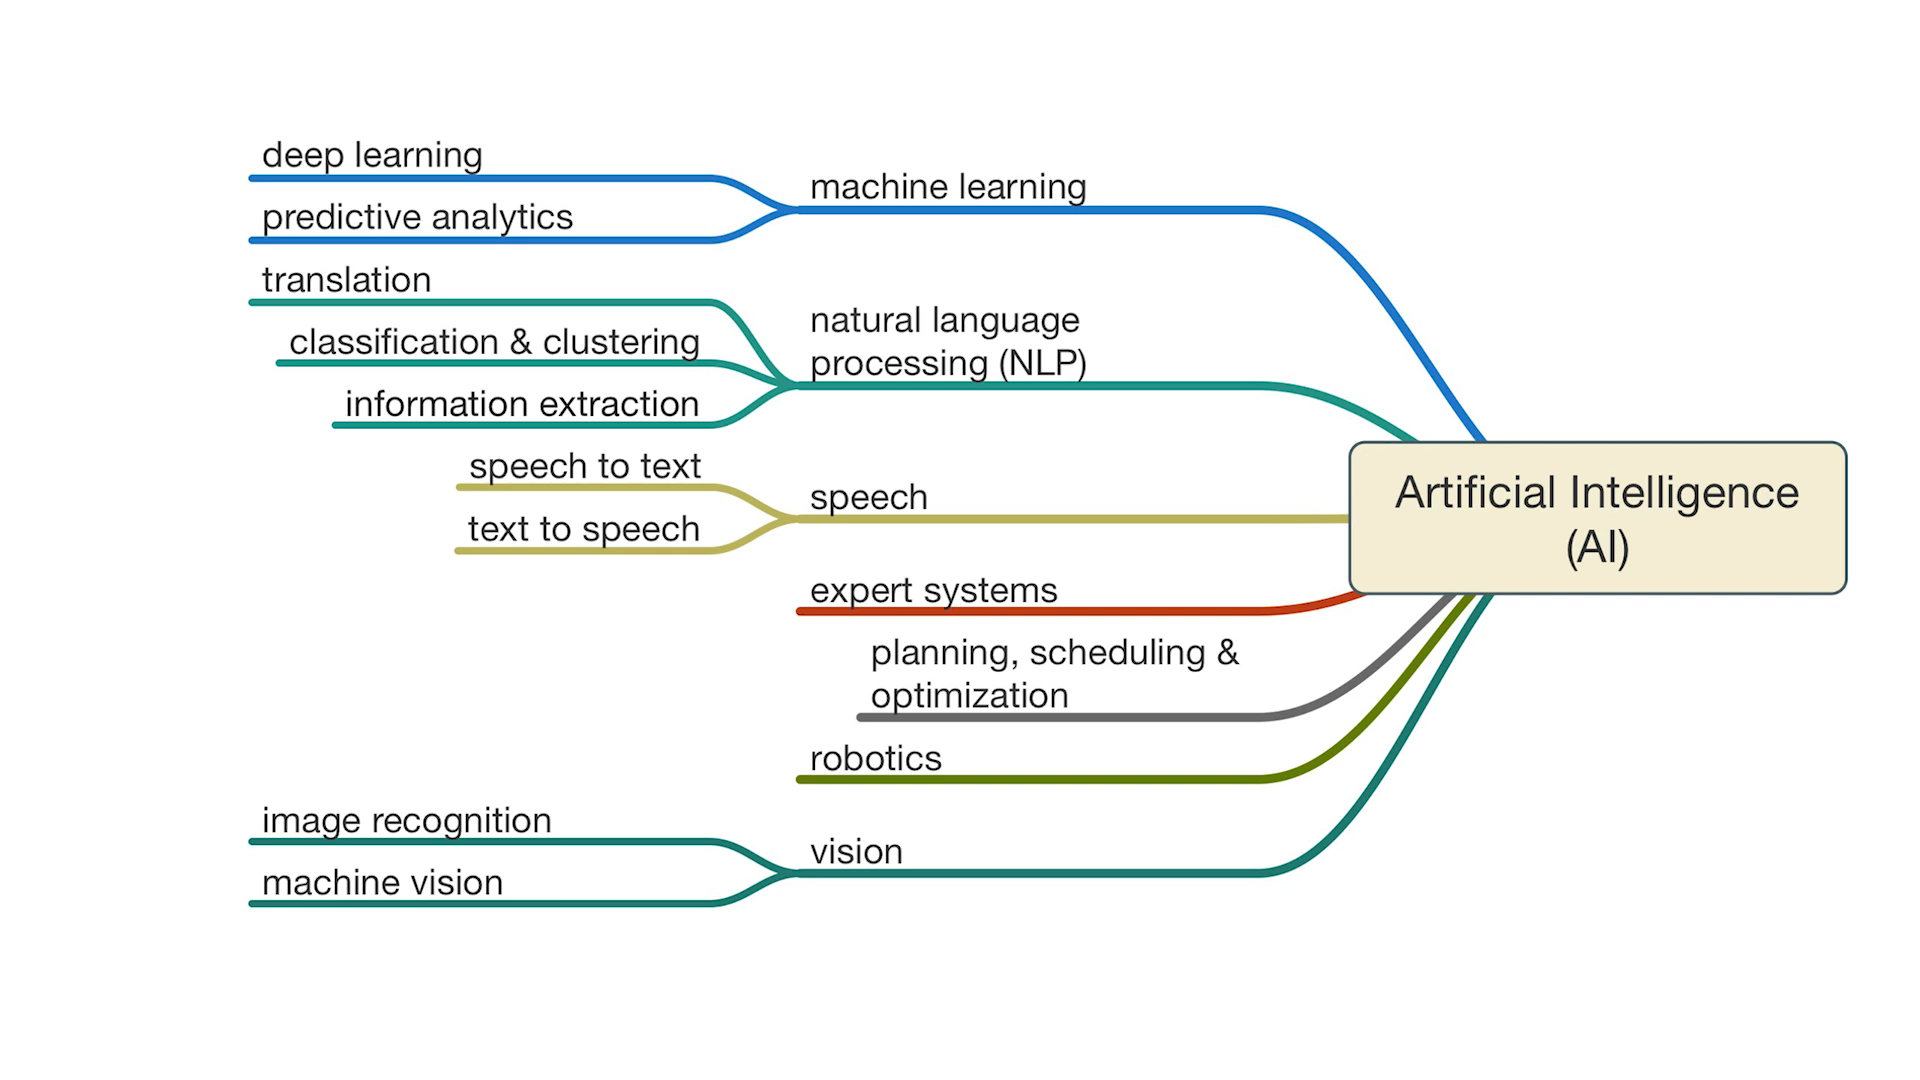 deep learning
predictive analytics
machine learning
translation
classification & clustering
information extraction
natural language
processing (NLP)
speech to text
text to speech
speech
expert systems
planning, scheduling &
optimization
robotics
image recognition
machine vision
vision
Artificial Intelligence
(AI)